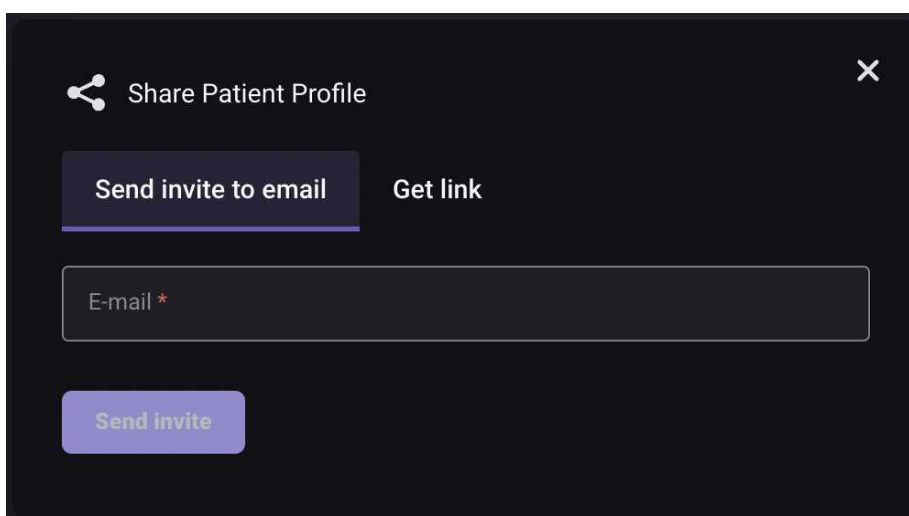 Share Patient Profile
Send invite to email Get link
E-mail *
Send invite